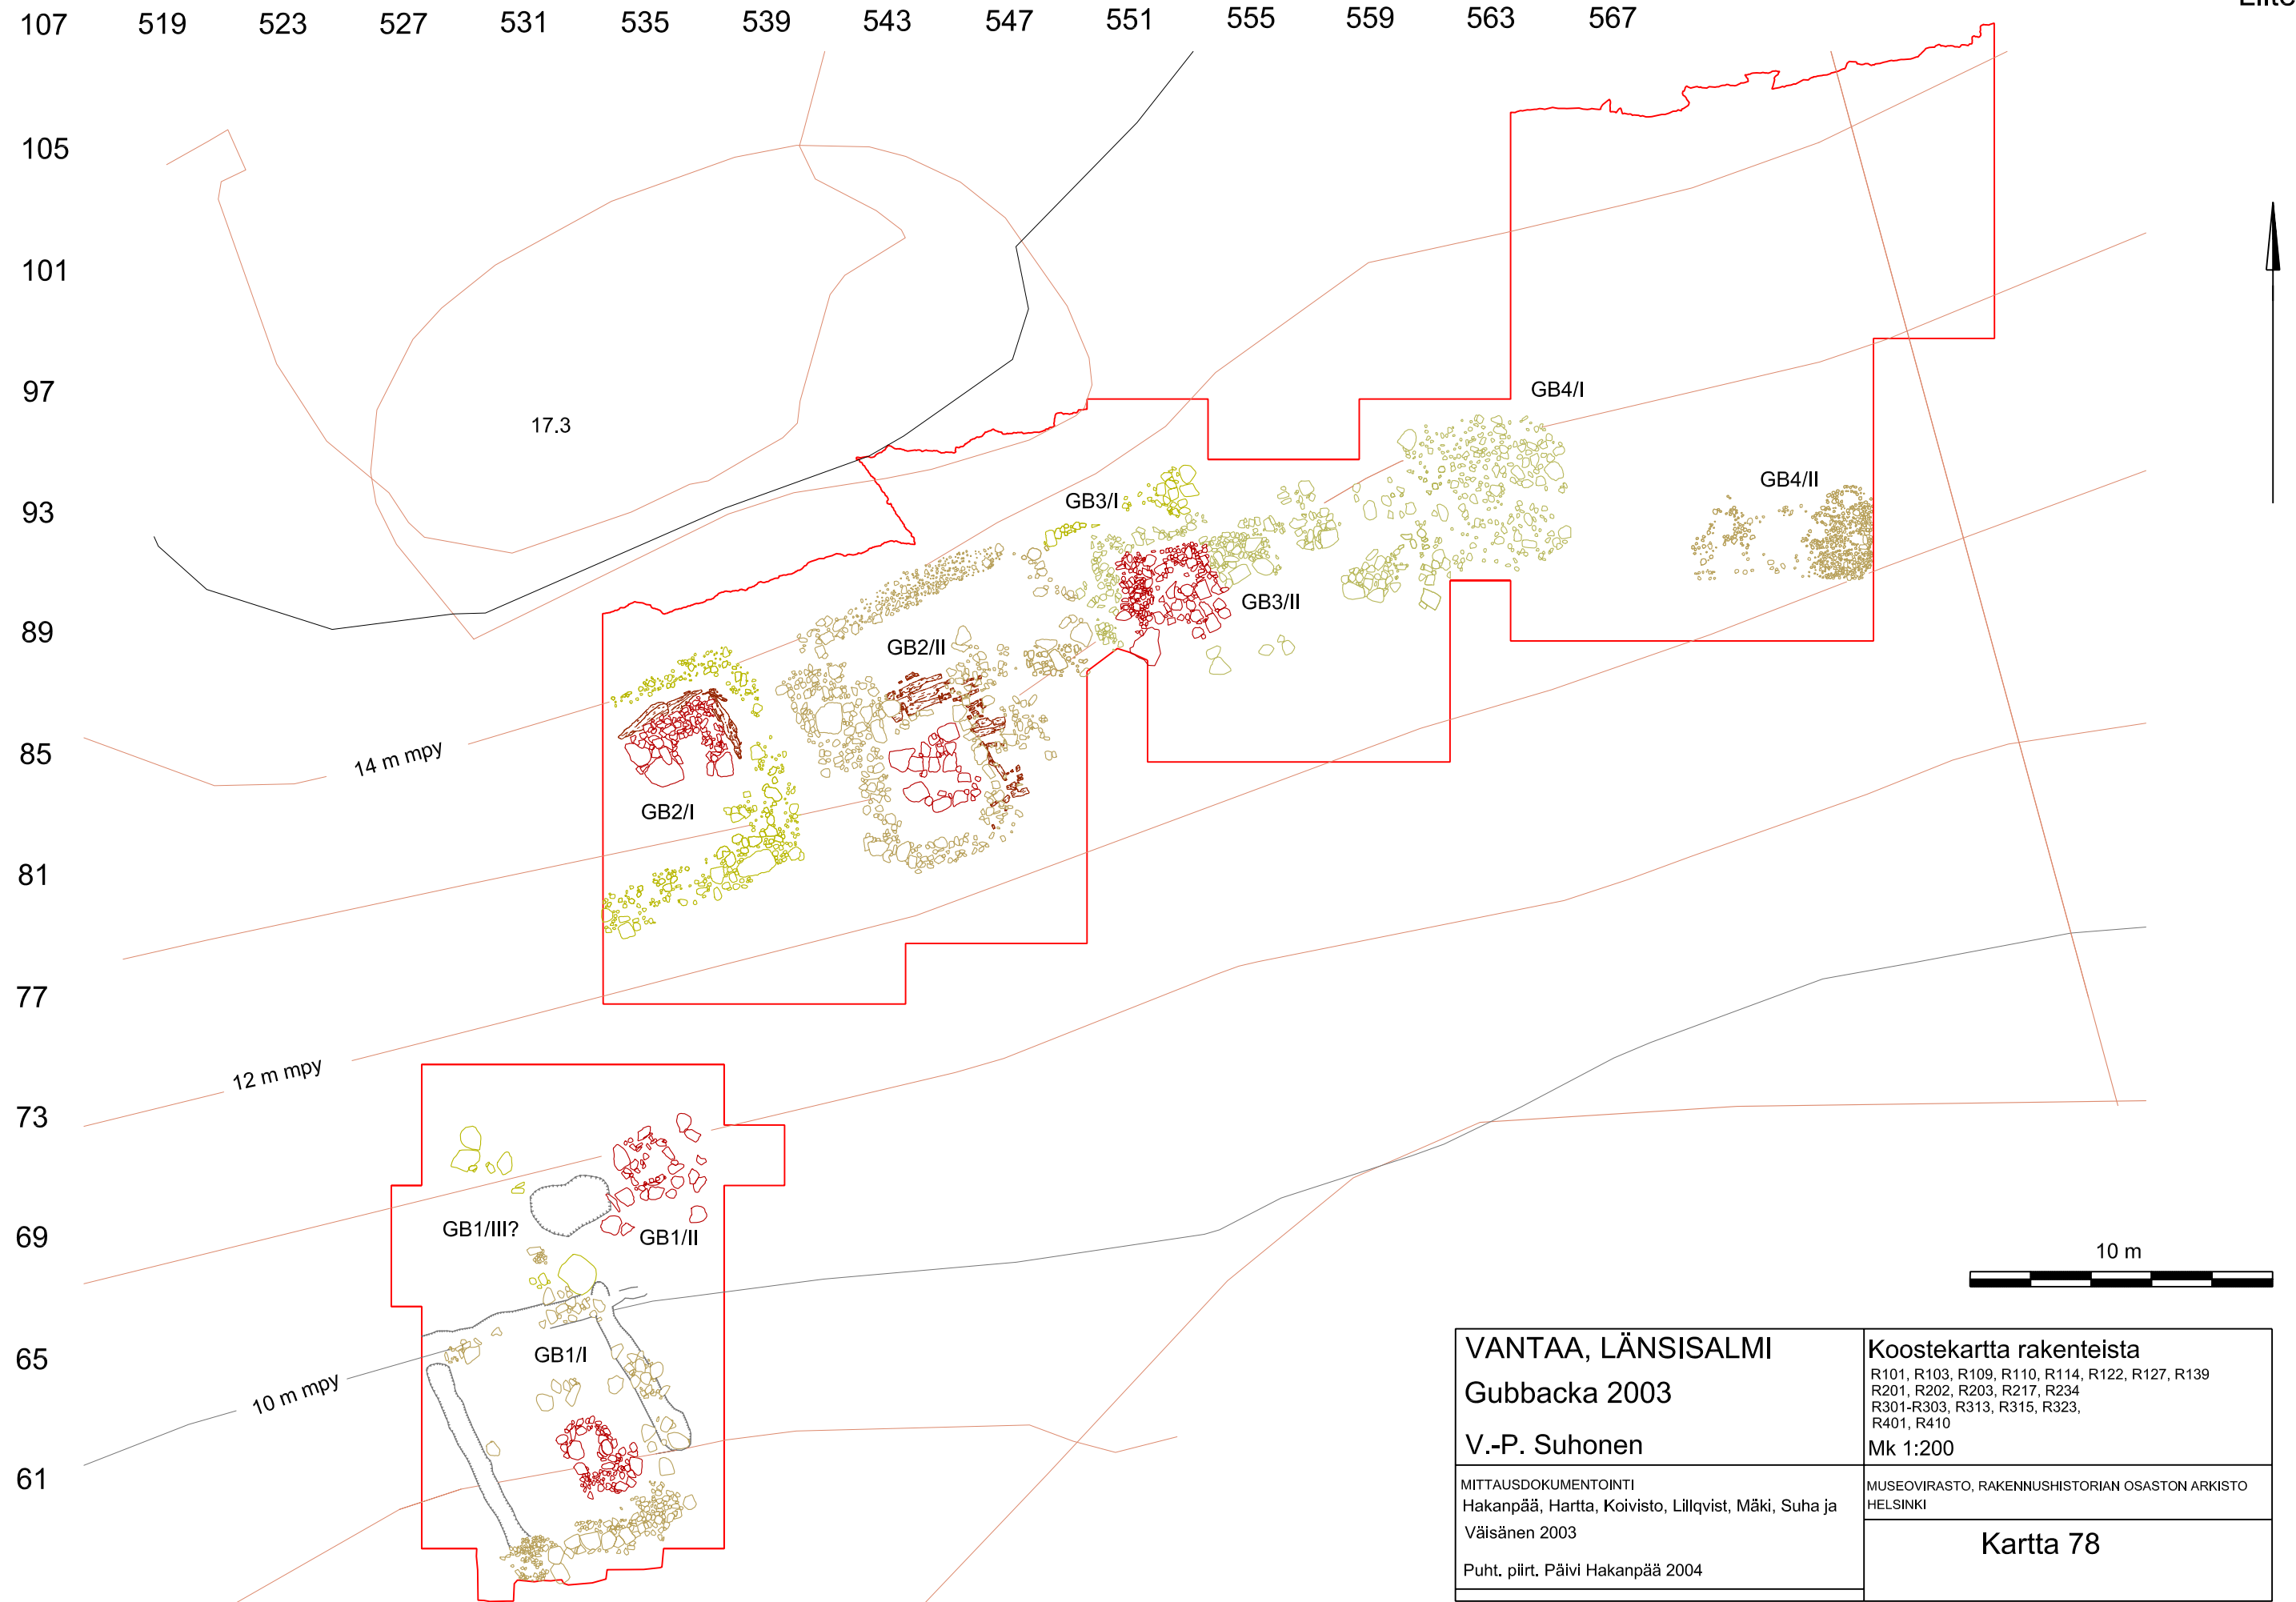 Liite
107 519 523 527 531 535 539 543 547 551 555 559 563 567
105
101
97
93
89
85
81
77
73
69
65
61
17.3
GB4/I
GB4/II
GB3/I
GB3/II
GB2/II
GB2/I
14 m mpy
12 m mpy
10 m mpy
GB1/III?
GB1/II
GB1/I
10 m
VANTAA, LÄNSISALMI
Gubbacka 2003
V.-P. Suhonen
Koostekartta rakenteista
R101, R103, R109, R110, R114, R122, R127, R139
R201, R202, R203, R217, R234
R301-R303, R313, R315, R323,
R401, R410
Mk 1:200
MITTAUSDOKUMENTOINTI
Hakanpää, Hartta, Koivisto, Lillqvist, Mäki, Suha ja
Väisänen 2003
Puht. piirt. Päivi Hakanpää 2004
MUSEOVIRASTO, RAKENNUSHISTORIAN OSASTON ARKISTO
HELSINKI
Kartta 78